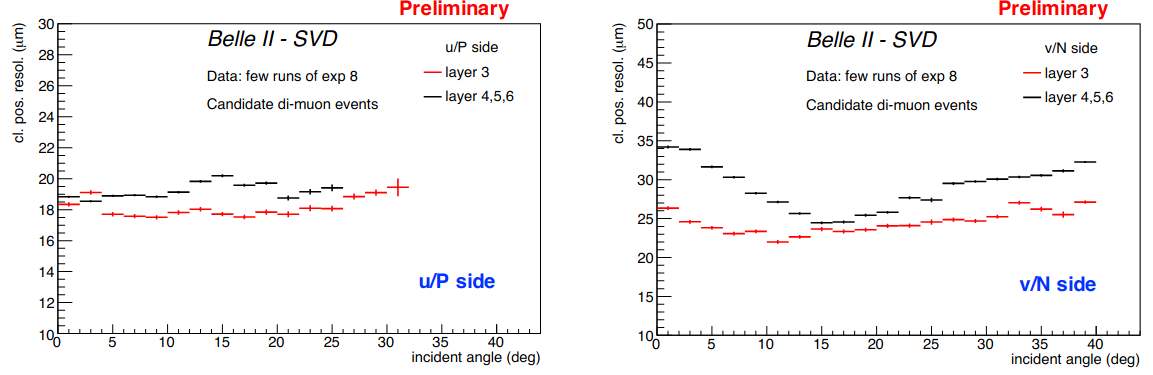 Preliminary
Belle II - SVD
u/P side
Data: few runs of exp 8
layer 3
Candidate di-muon events
layer 4,5,6
u/P side
cl. pos. resol. (μm)
30
28
26
24
22
20
18
16
14
12
10
0 5 10 15 20 25 30 35 40
incident angle (deg)
Preliminary
Belle II - SVD
v/N side
Data: few runs of exp 8
layer 3
Candidate di-muon events
layer 4,5,6
v/N side
cl. pos. resol. (μm)
50
45
40
35
30
25
20
15
10
0 5 10 15 20 25 30 35 40
incident angle (deg)